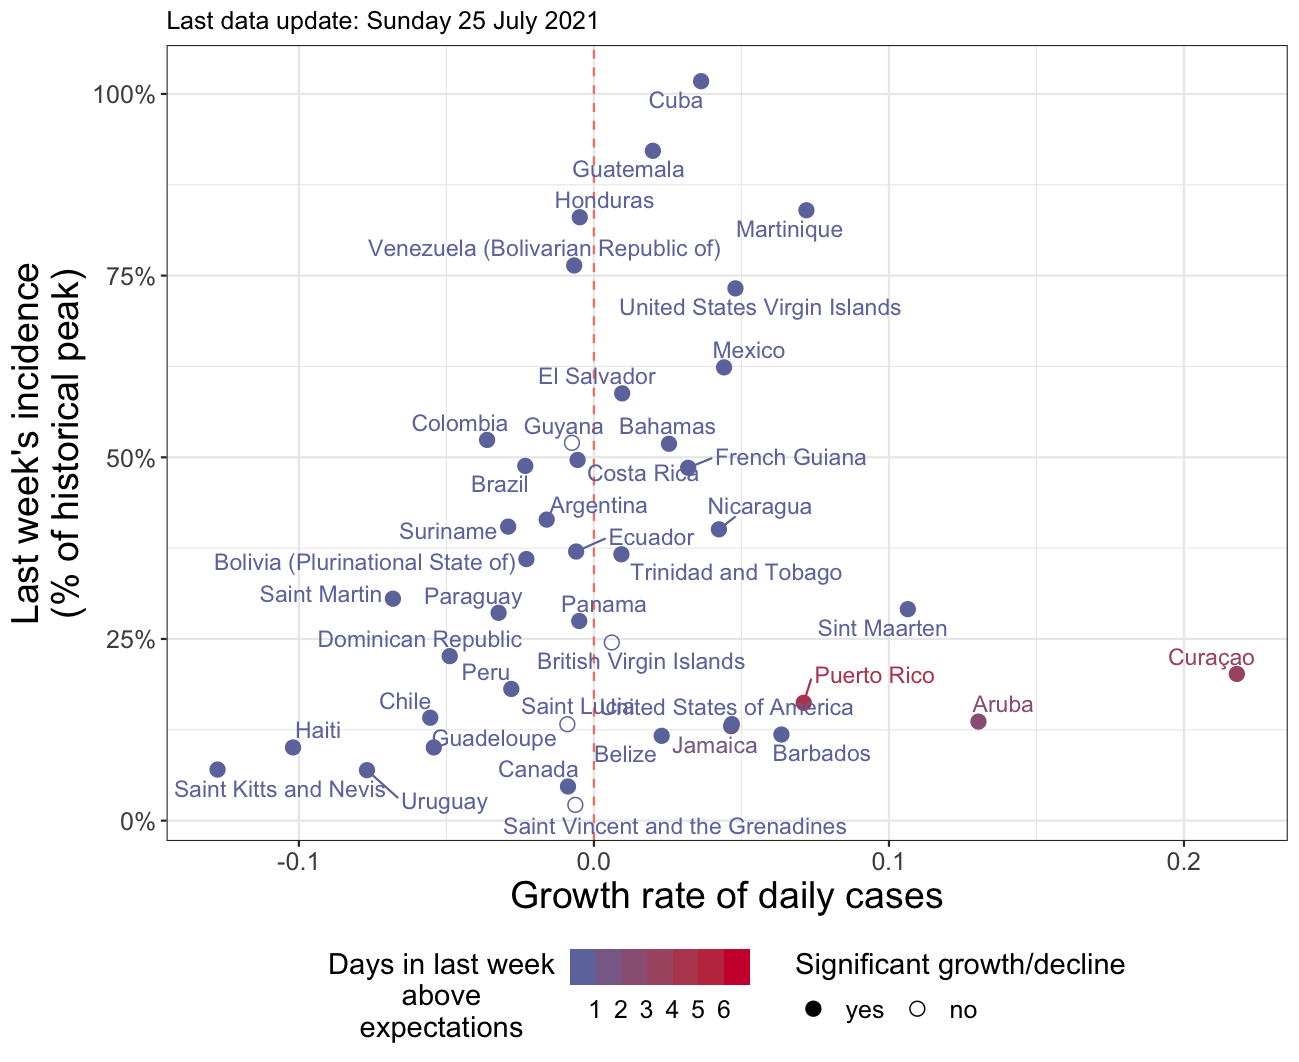 Last data update: Sunday 25 July 2021
Last week's incidence
(% of historical peak)
100%
75%
50%
25%
0%
Cuba
Guatemala
Honduras
Martinique
Venezuela (Bolivarian Republic of)
United States Virgin Islands
Mexico
El Salvador
Colombia
Guyana
Bahamas
French Guiana
Costa Rica
Brazil
Argentina
Nicaragua
Suriname
Ecuador
Bolivia (Plurinational State of)
Trinidad and Tobago
Saint Martin
Paraguay
Panama
Sint Maarten
Dominican Republic
British Virgin Islands
Curaçao
Peru
Puerto Rico
Chile
Saint Lucia
United States of America
Aruba
Haiti
Guadeloupe
Belize
Jamaica
Barbados
Canada
Saint Kitts and Nevis
Uruguay
Saint Vincent and the Grenadines
-0.1
0.0
0.1
0.2
Growth rate of daily cases
Days in last week
above
expectations
1 2 3 4 5 6
Significant growth/decline
yes
no